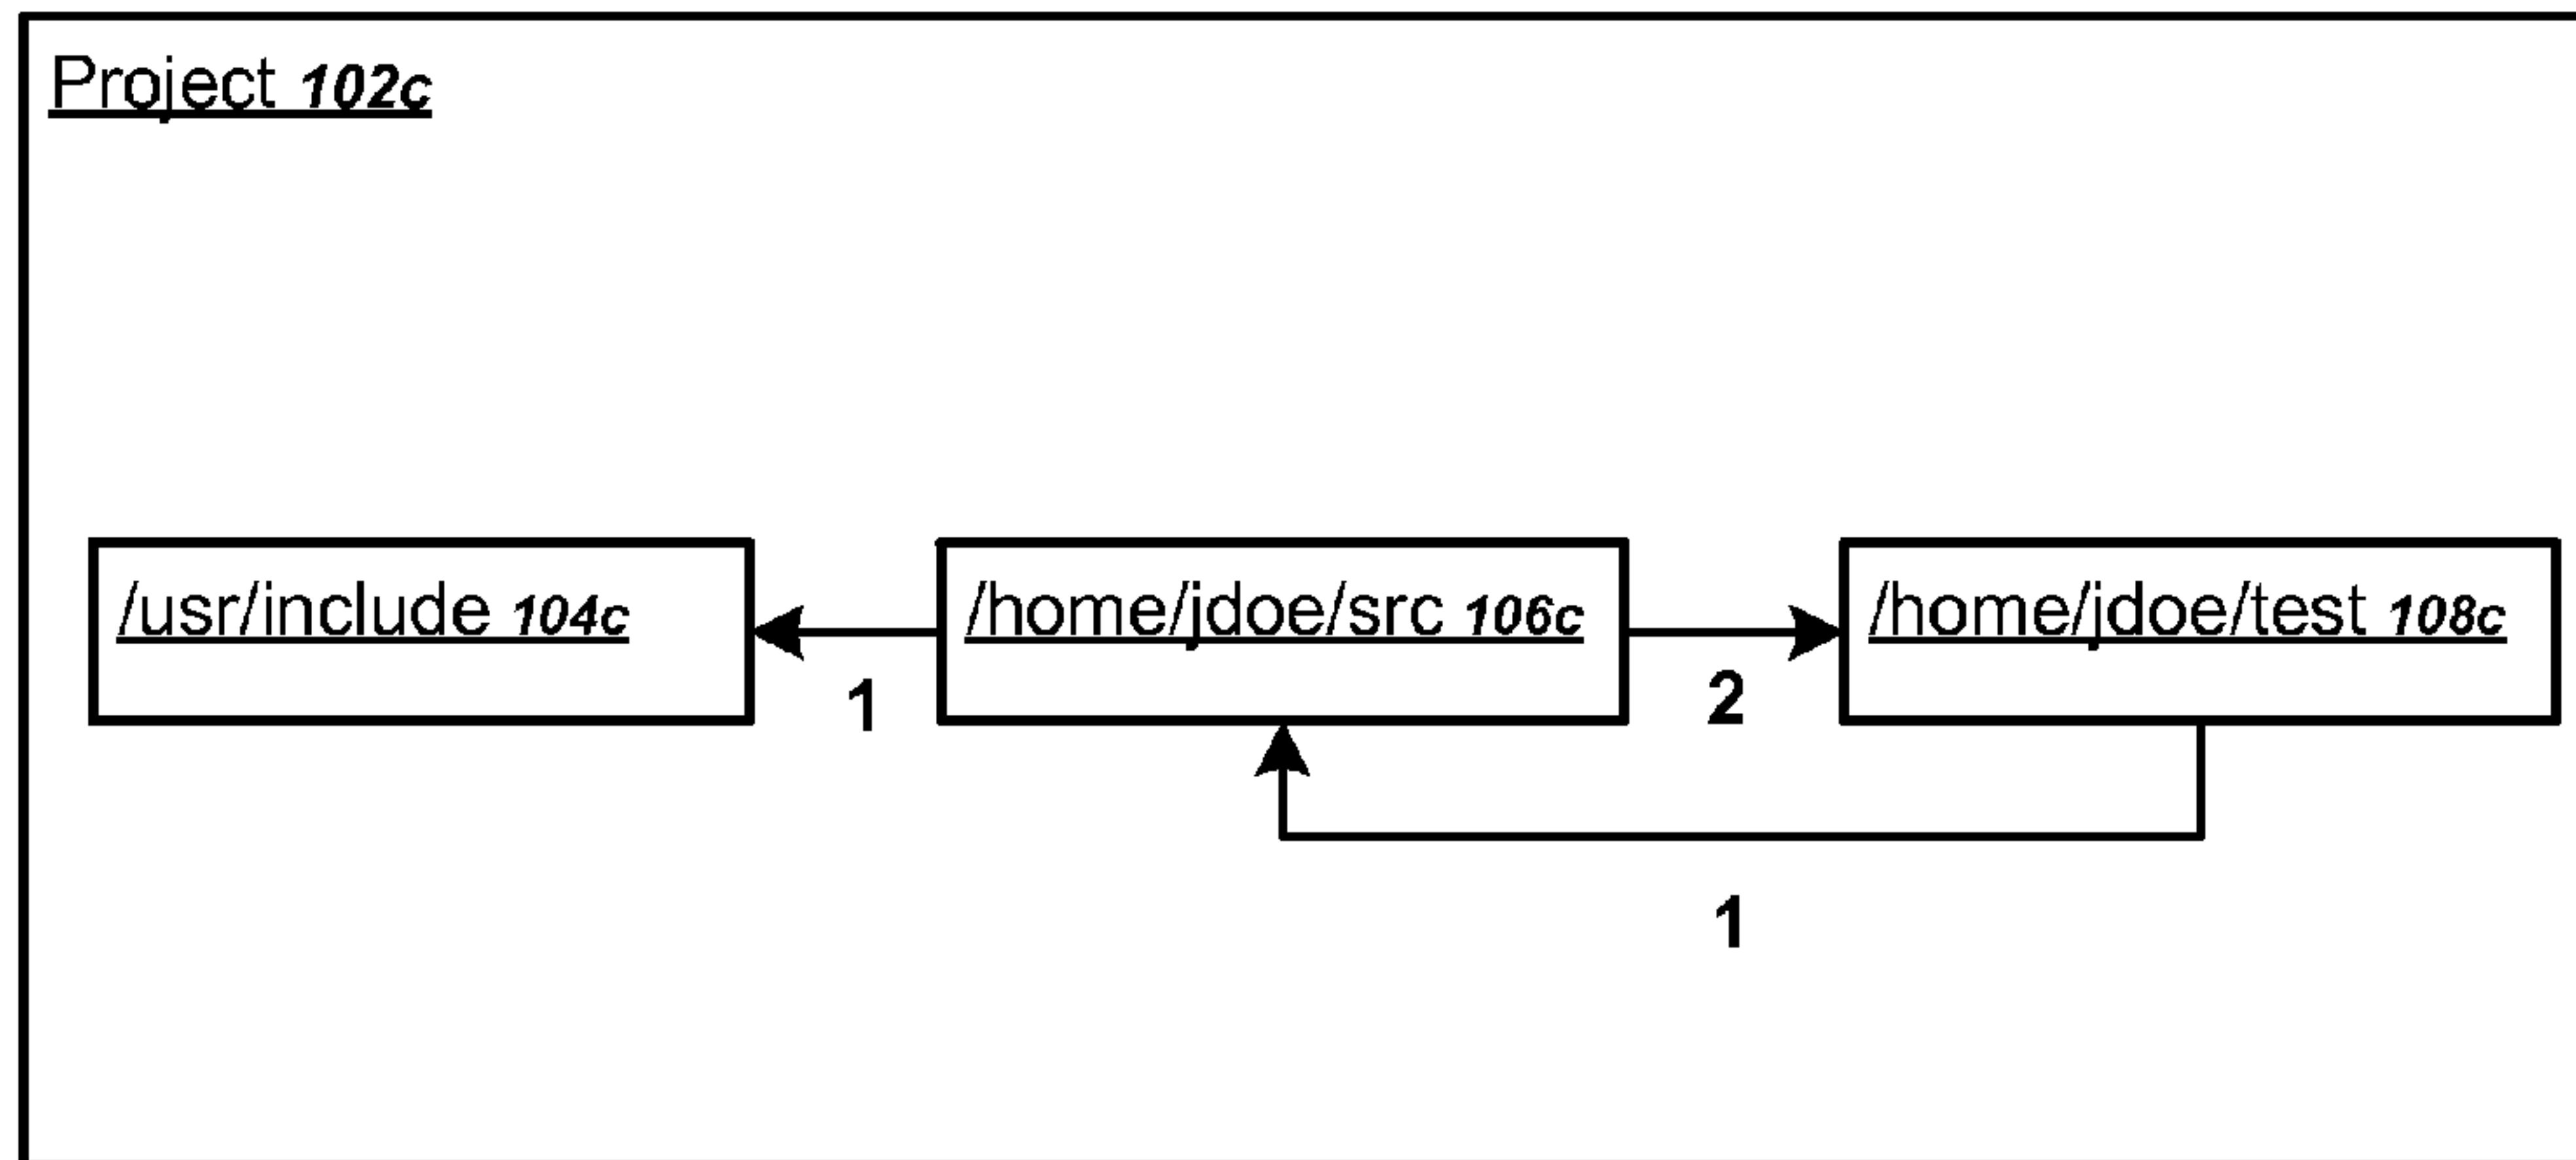 Project 102c
/usr/include 104c
/home/jdoe/src 106c
/home/jdoe/test 108c
1
2
1